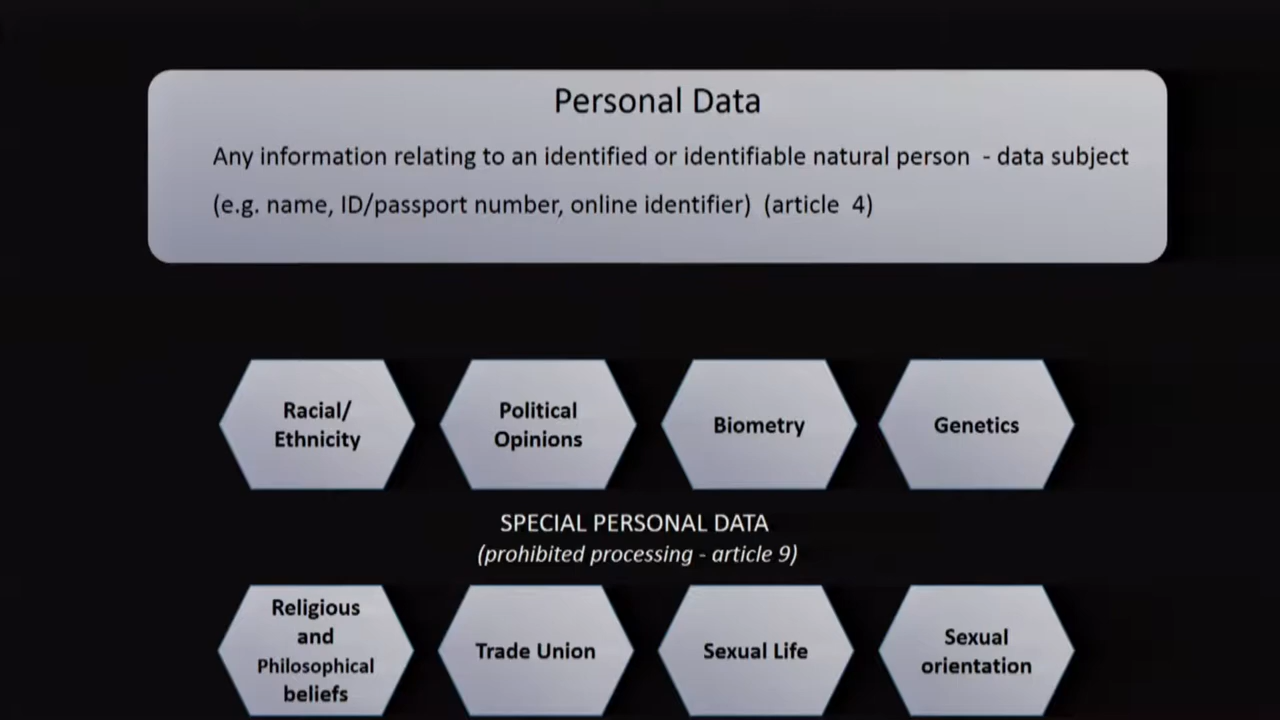 Personal Data
Any information relating to an identified or identifiable natural person - data subject
(e.g. name, ID/passport number, online identifier) (article 4)
Racial/
Ethnicity
Political
Opinions
Biometry
Genetics
SPECIAL PERSONAL DATA
(prohibited processing - article 9)
Religious
and
Philosophical
beliefs
Trade Union
Sexual Life
Sexual
orientation